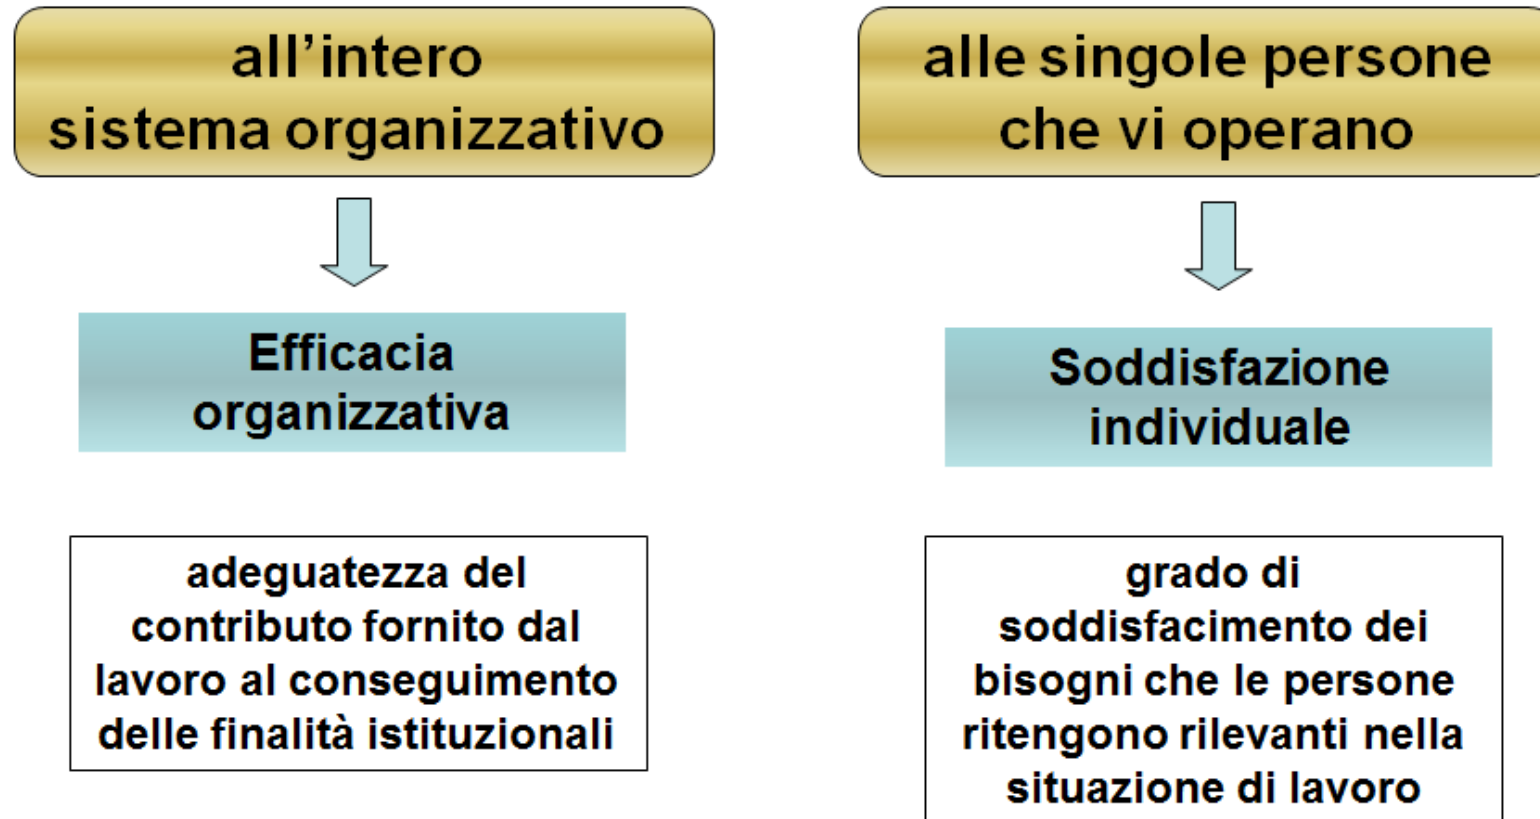 all’intero
sistema organizzativo
Efficacia
organizzativa
adeguatezza del
contributo fornito dal
lavoro al conseguimento
delle finalità istituzionali
alle singole persone
che vi operano
Soddisfazione
individuale
grado di
soddisfacimento dei
bisogni che le persone
ritengono rilevanti nella
situazione di lavoro